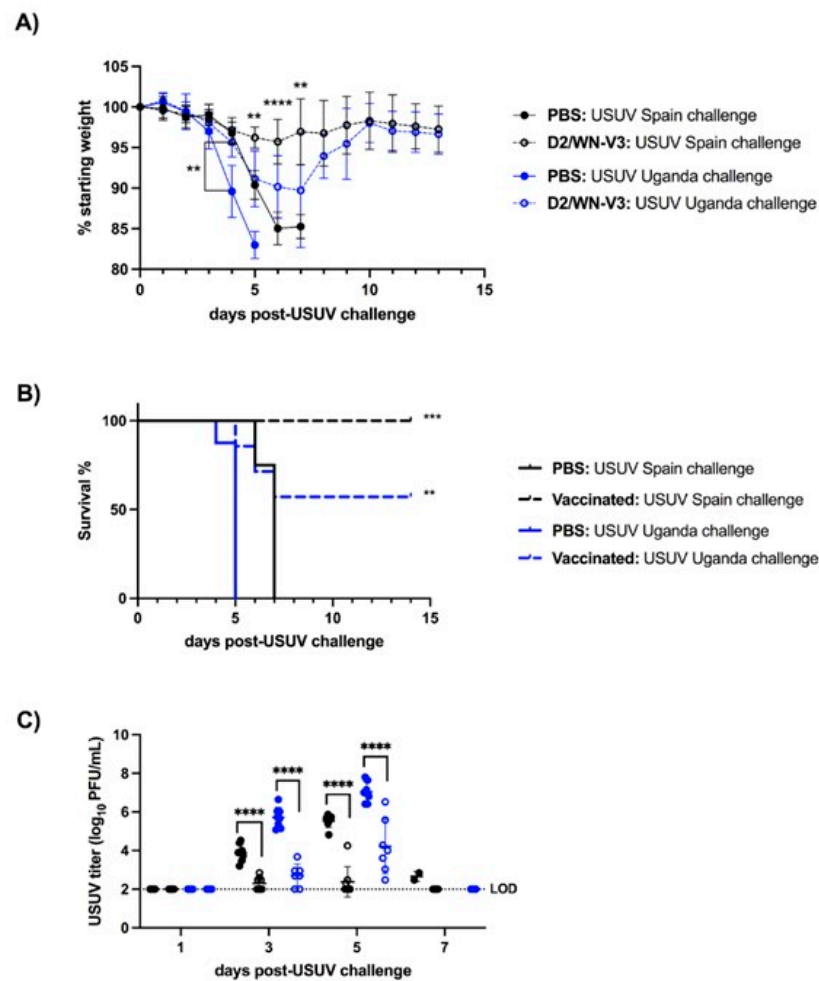 A)
% starting weight
105
100
95
90
85
80
**
**
****
**
0
5
10
15
days post-USUV challenge
PBS: USUV Spain challenge
D2/WN-V3: USUV Spain challenge
PBS: USUV Uganda challenge
D2/WN-V3: USUV Uganda challenge
B)
Survival %
100
50
0
***
**
0
5
10
15
days post-USUV challenge
PBS: USUV Spain challenge
Vaccinated: USUV Spain challenge
PBS: USUV Uganda challenge
Vaccinated: USUV Uganda challenge
C)
USUV titer (log₁₀ PFU/mL)
10
8
6
4
2
0
****
****
****
****
LOD
1
3
5
7
days post-USUV challenge